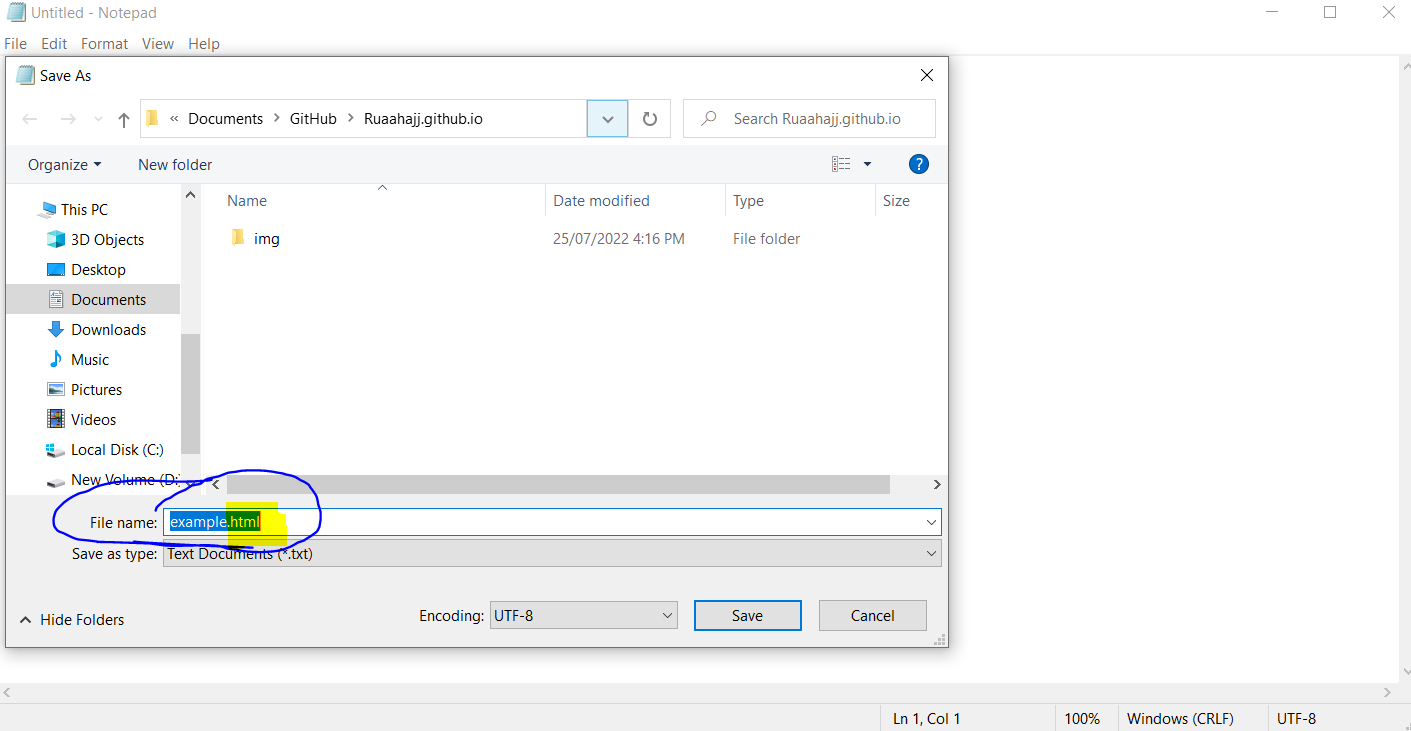 Untitled - Notepad
File Edit Format View Help
Save As
« Documents > GitHub > Ruaahajj.github.io
Search Ruaahajj.github.io
Organize New folder
?
Name Date modified Type Size
This PC
img 25/07/2022 4:16 PM File folder
3D Objects
Desktop
Documents
Downloads
Music
Pictures
Videos
Local Disk (C:)
New Volume (D:
File name: example.html
Save as type: Text Documents (*.txt)
Hide Folders
Encoding: UTF-8 Save Cancel
Ln 1, Col 1 100% Windows (CRLF) UTF-8